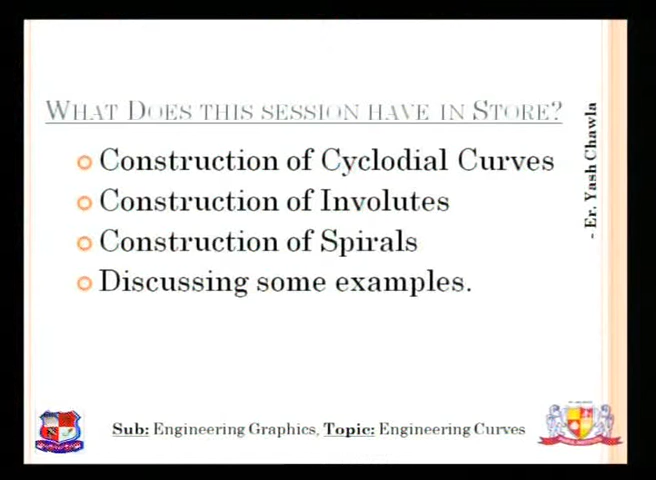 WHAT DOES THIS SESSION HAVE IN STORE?
Construction of Cyclodial Curves
Construction of Involutes
Construction of Spirals
Discussing some examples.
- Er. Yash Chawla
Sub: Engineering Graphics, Topic: Engineering Curves